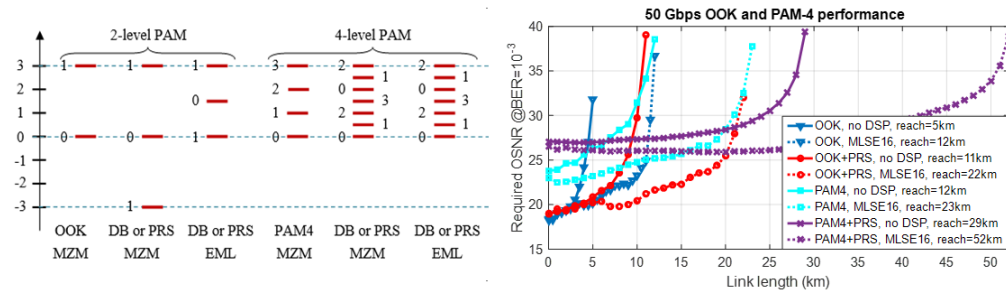 2-level PAM
4-level PAM
3
2
1
0
-1
-2
-3
1
0
1
0
1
1
0
1
3
2
1
0
2
1
0
3
2
1
0
2
1
0
3
2
1
0
OOK
MZM
DB or PRS
MZM
DB or PRS
EML
PAM4
MZM
DB or PRS
MZM
DB or PRS
EML
50 Gbps OOK and PAM-4 performance
Required OSNR @BER=10⁻³
40
35
30
25
20
15
OOK, no DSP, reach=5km
OOK, MLSE16, reach=12km
OOK+PRS, no DSP, reach=11km
OOK+PRS, MLSE16, reach=22km
PAM4, no DSP, reach=12km
PAM4, MLSE16, reach=23km
PAM4+PRS, no DSP, reach=29km
PAM4+PRS, MLSE16, reach=52km
0 5 10 15 20 25 30 35 40 45 50
Link length (km)